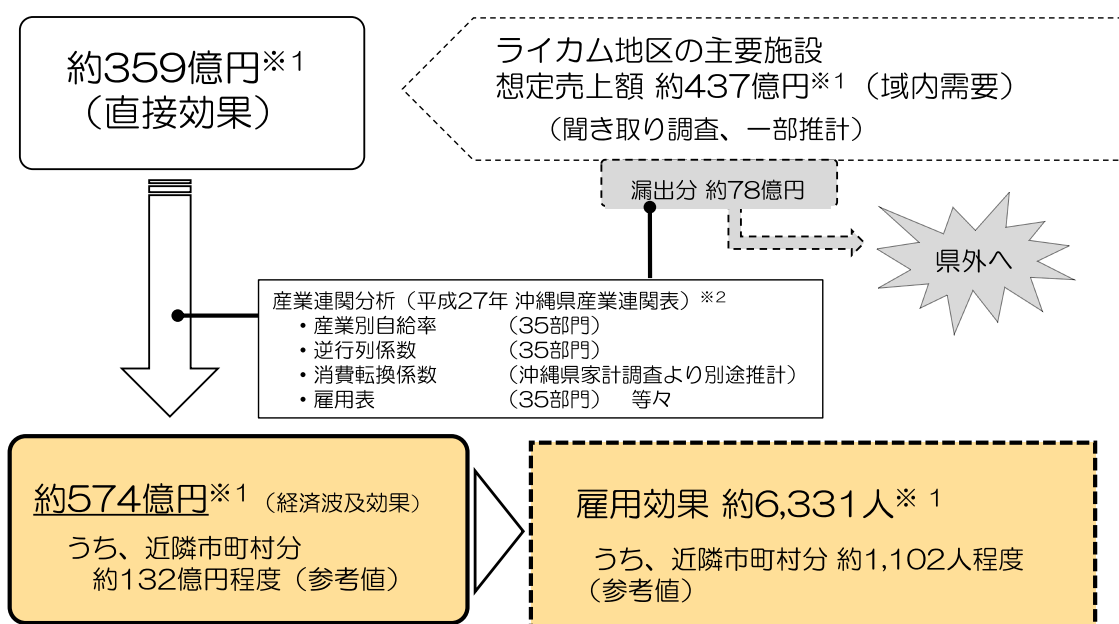 約359億円※1
（直接効果）
ライカム地区の主要施設
想定売上額 約437億円※1（域内需要）
（聞き取り調査、一部推計）
漏出分 約78億円
県外へ
産業連関分析（平成27年 沖縄県産業連関表）※2
・産業別自給率 （35部門）
・逆行列係数 （35部門）
・消費転換係数 （沖縄県家計調査より別途推計）
・雇用表 （35部門） 等々
約574億円※1（経済波及効果）
うち、近隣市町村分
約132億円程度（参考値）
雇用効果 約6,331人※ 1
うち、近隣市町村分 約1,102人程度
（参考値）